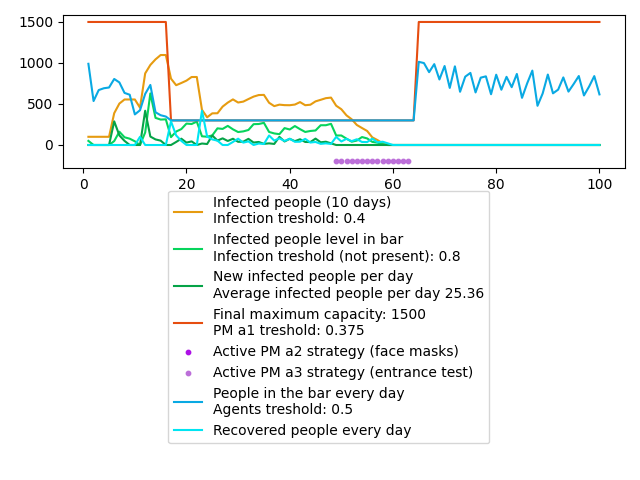 1500
1000
500
0
0
20
40
60
80
100
Infected people (10 days)
Infection treshold: 0.4
Infected people level in bar
Infection treshold (not present): 0.8
New infected people per day
Average infected people per day 25.36
Final maximum capacity: 1500
PM a1 treshold: 0.375
Active PM a2 strategy (face masks)
Active PM a3 strategy (entrance test)
People in the bar every day
Agents treshold: 0.5
Recovered people every day